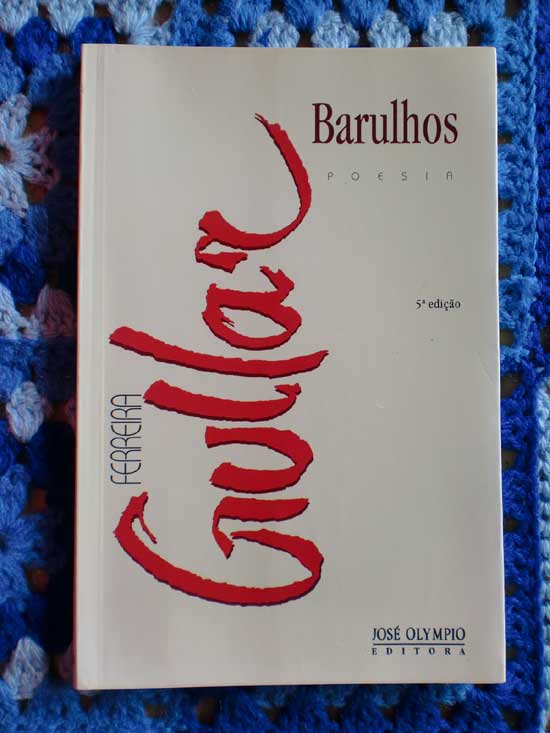 Barulhos
POESIA
5ª edição
FERREIRA
Gullar
JOSÉ OLYMPIO
EDITORA